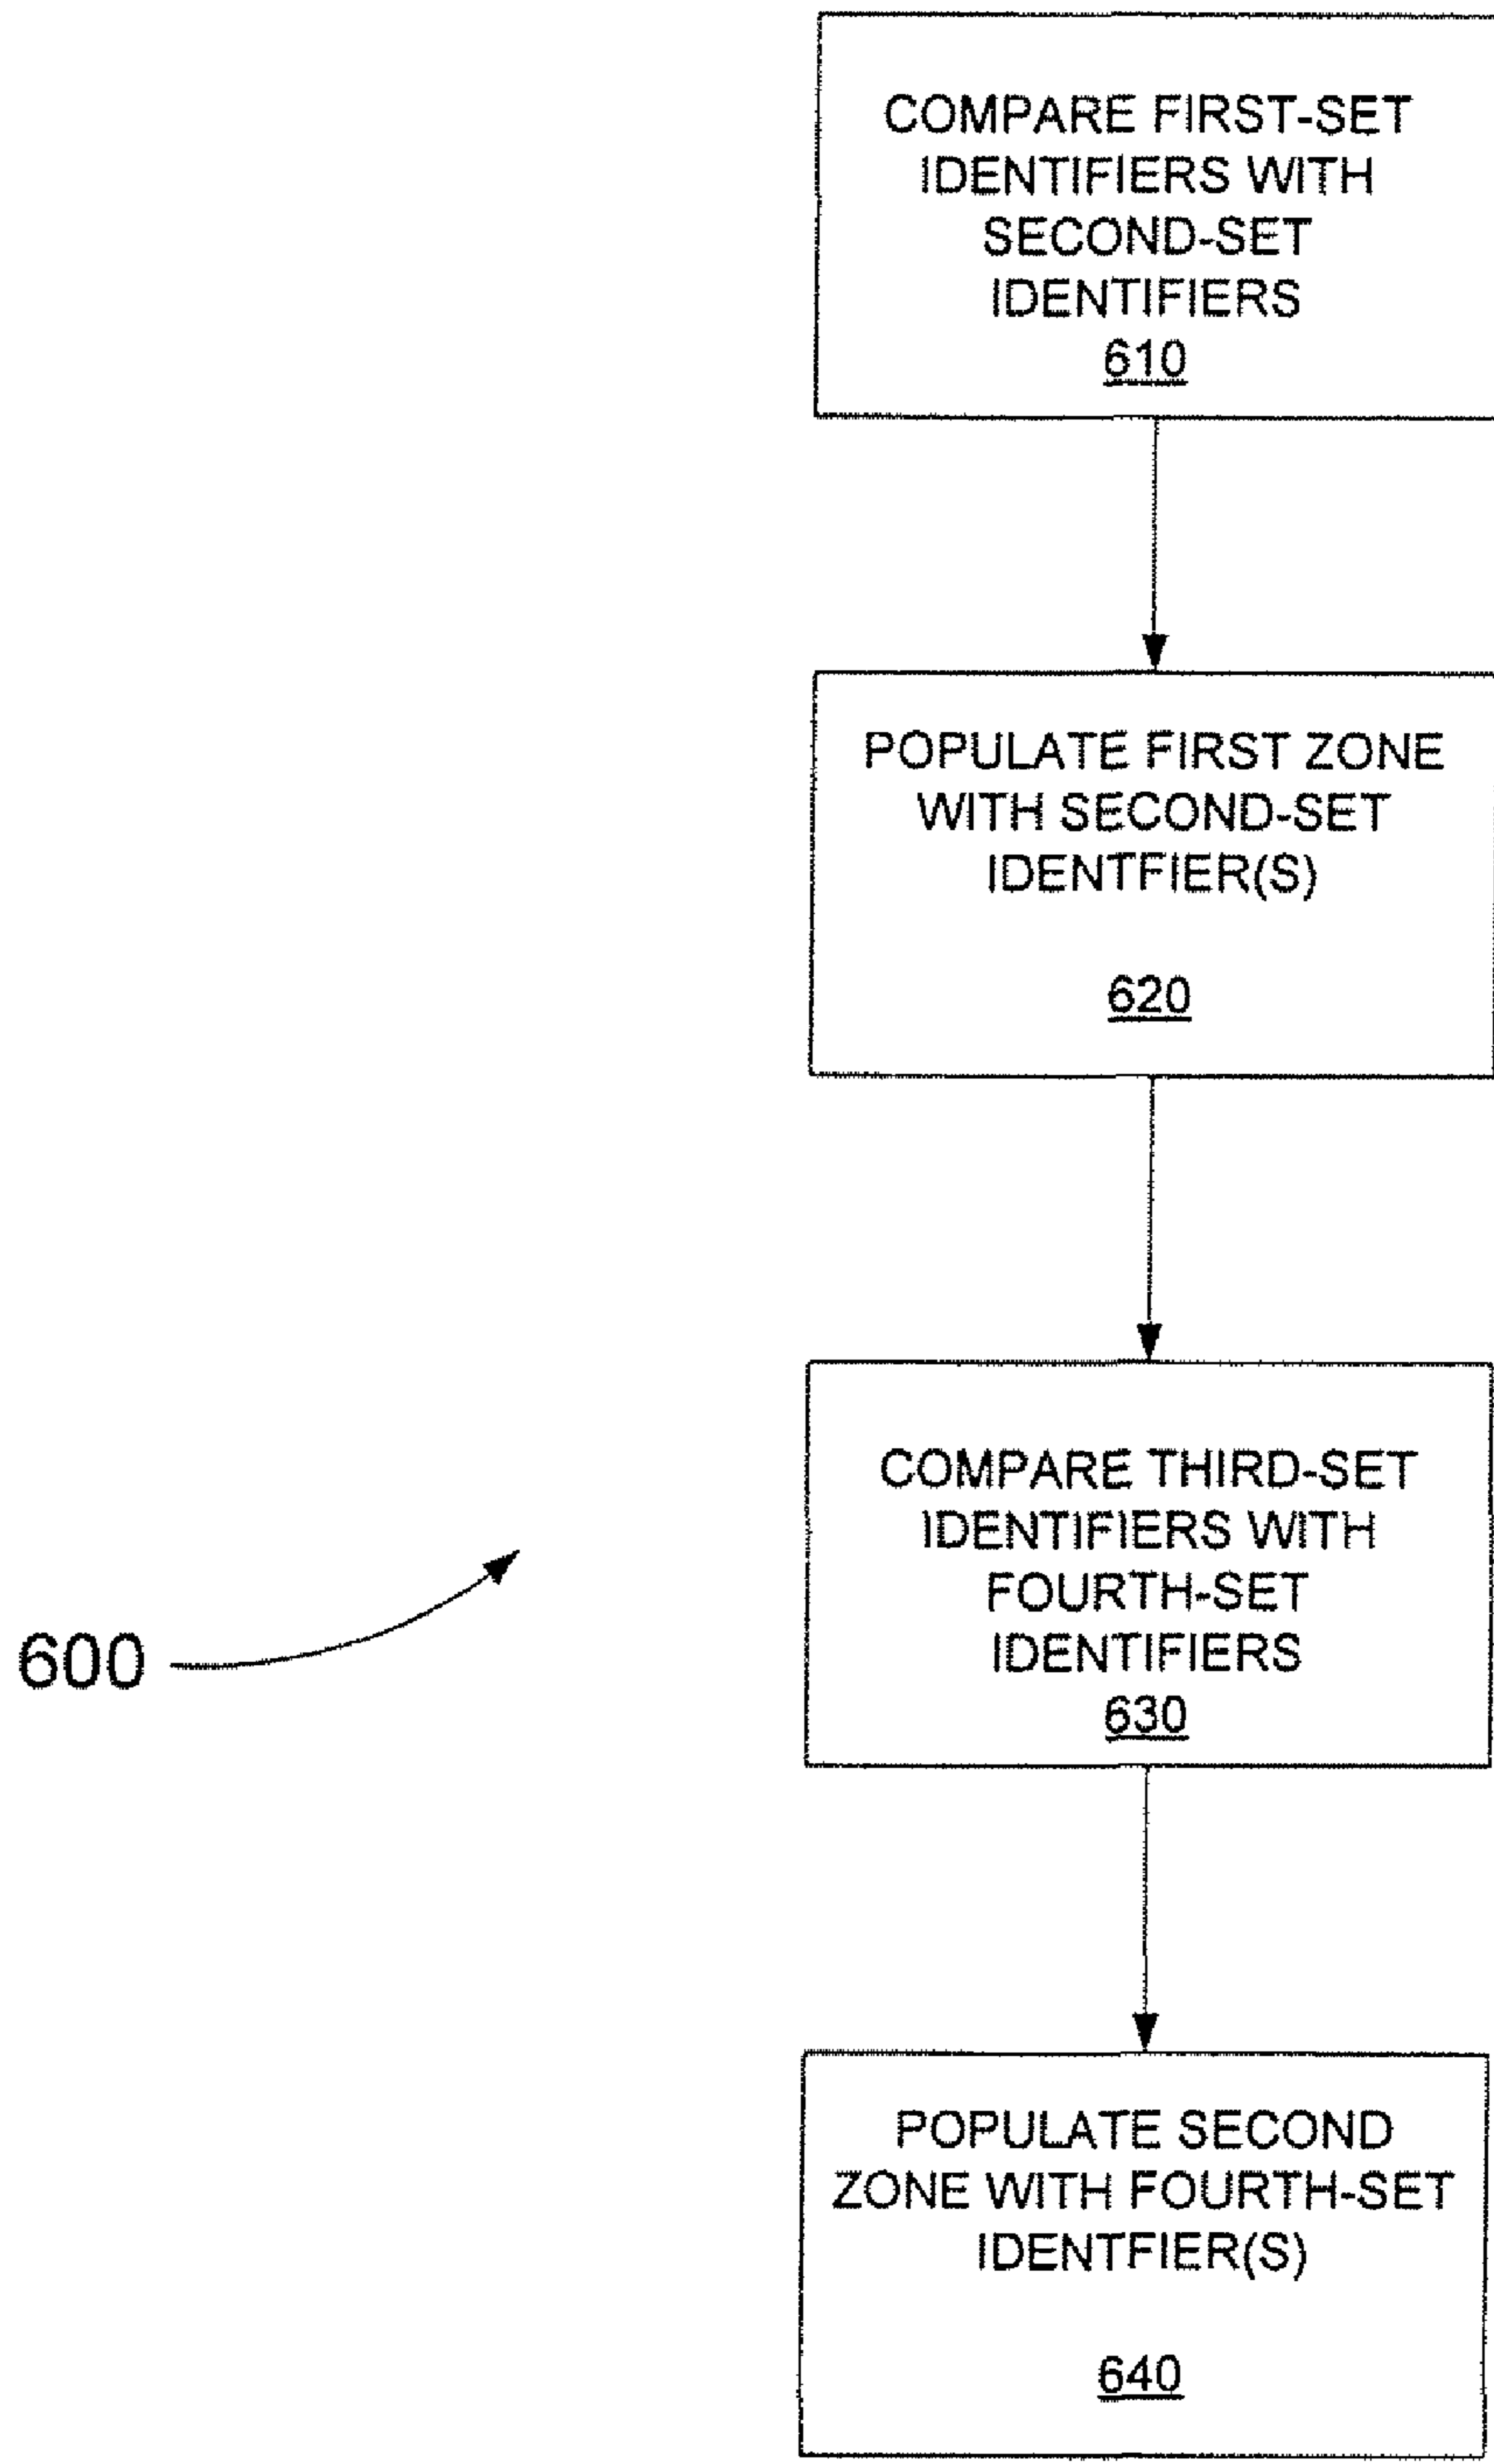 COMPARE FIRST-SET
IDENTIFIERS WITH
SECOND-SET
IDENTIFIERS
610
POPULATE FIRST ZONE
WITH SECOND-SET
IDENTFIER(S)
620
COMPARE THIRD-SET
IDENTIFIERS WITH
FOURTH-SET
IDENTIFIERS
630
600
POPULATE SECOND
ZONE WITH FOURTH-SET
IDENTFIER(S)
640